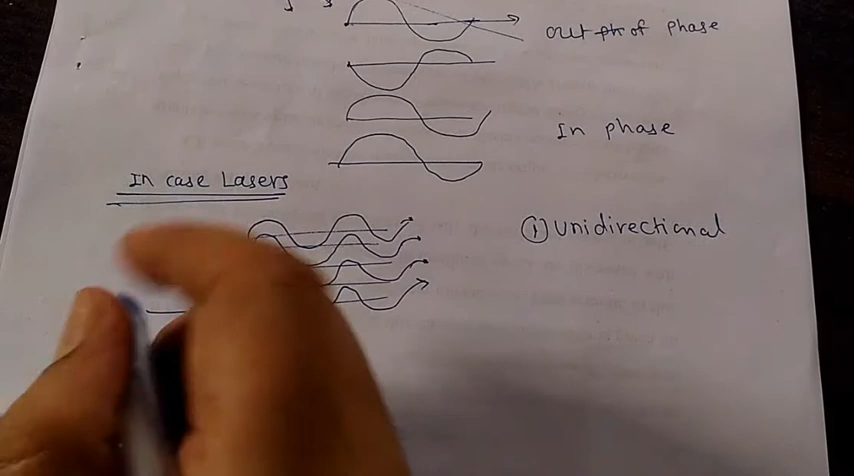 out ph of phase
In phase
In case Lasers
① Unidirectional